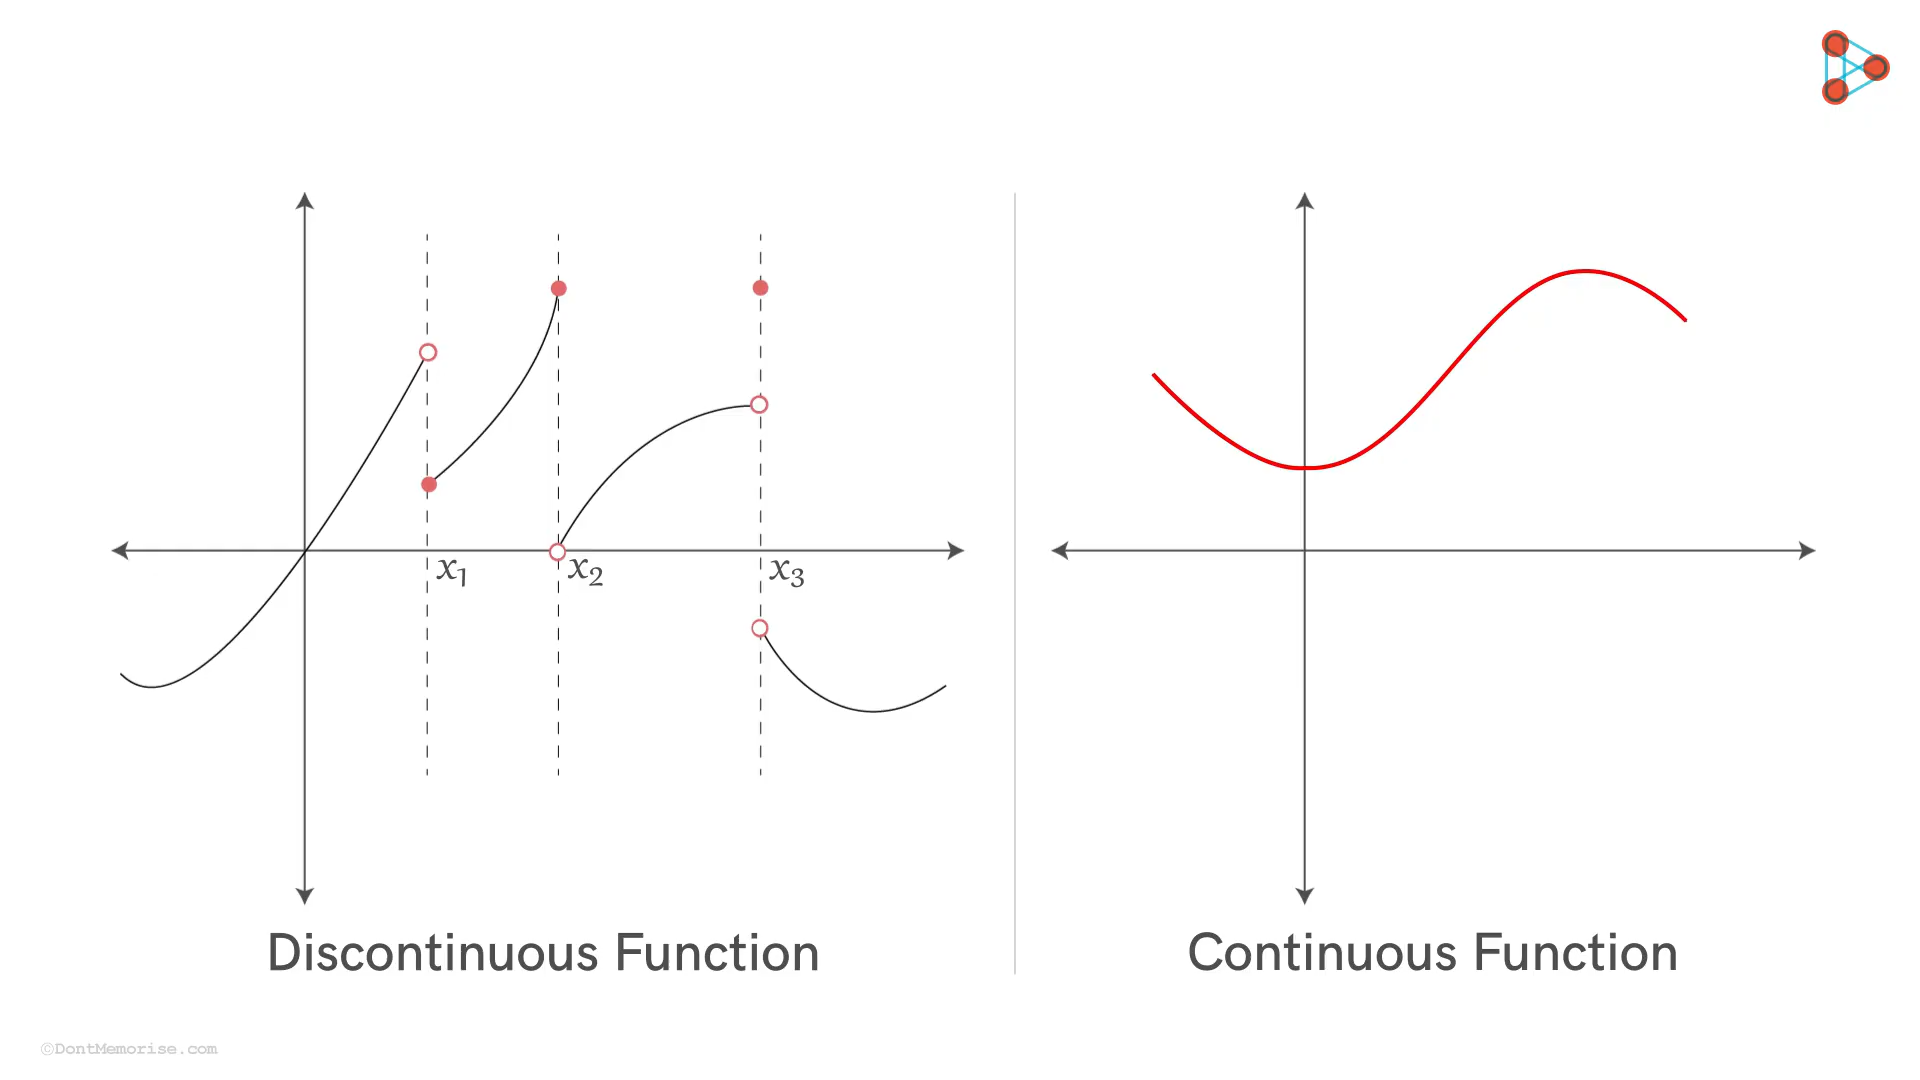 x₁
x₂
x₃
Discontinuous Function
Continuous Function
©DontMemorise.com